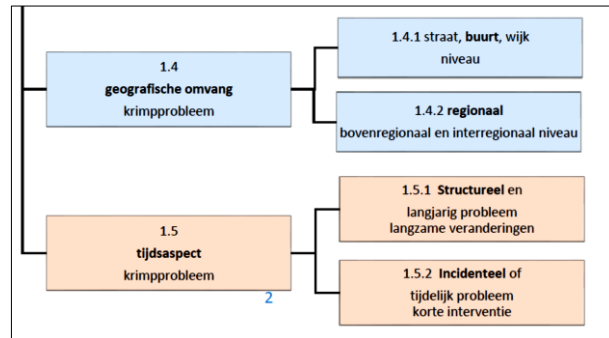 1.4
geografische omvang
krimpprobleem
1.4.1 straat, buurt, wijk
niveau
1.4.2 regionaal
bovenregionaal en interregionaal niveau
1.5
tijdsaspect
krimpprobleem
2
1.5.1 Structureel en
langjarig probleem
langzame veranderingen
1.5.2 Incidenteel of
tijdelijk probleem
korte interventie